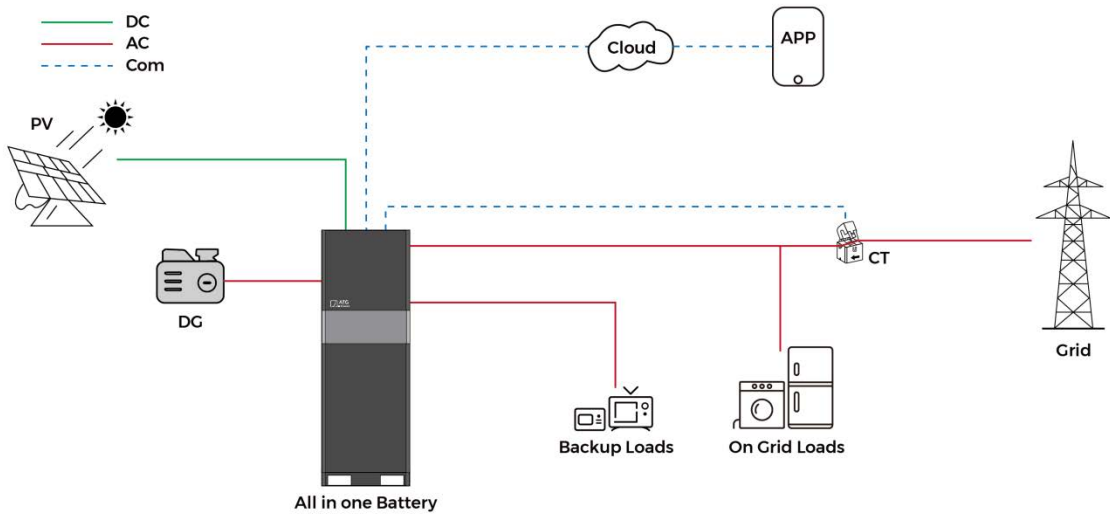 DC
AC
Com
Cloud
APP
PV
CT
DG
Grid
Backup Loads
On Grid Loads
All in one Battery